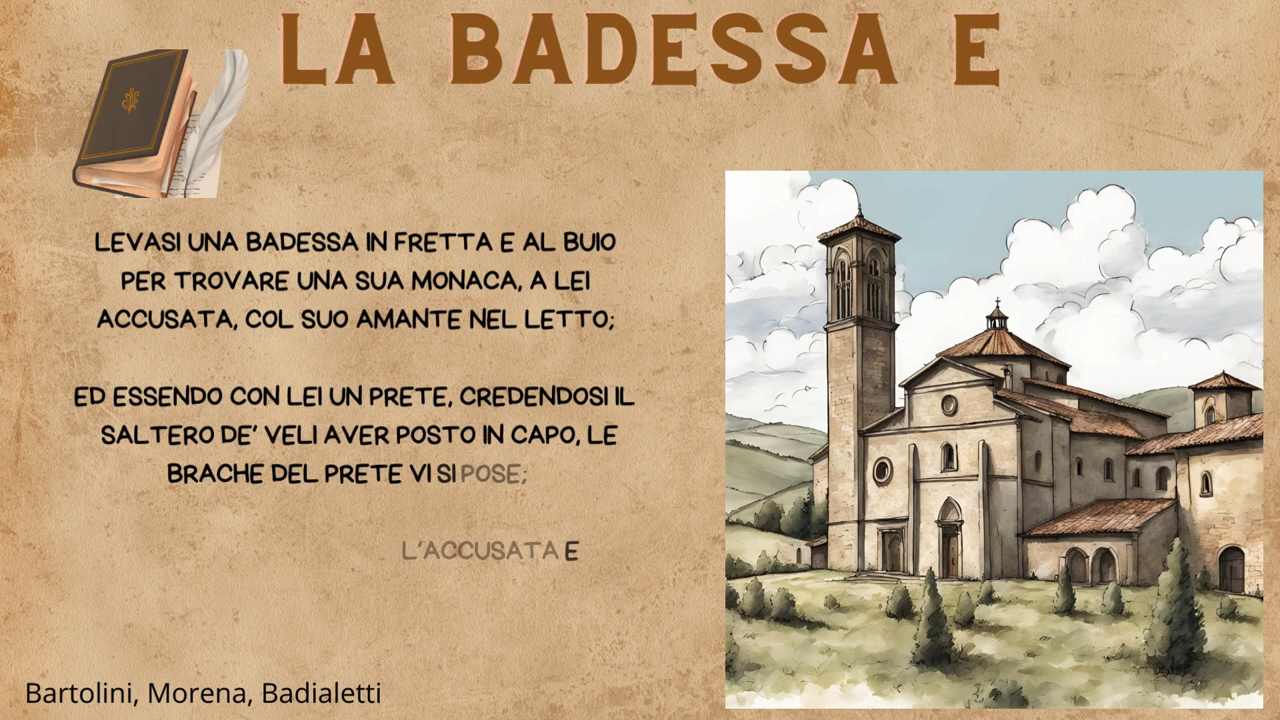 LA BADESSA E
LEVASI UNA BADESSA IN FRETTA E AL BUIO
PER TROVARE UNA SUA MONACA, A LEI
ACCUSATA, COL SUO AMANTE NEL LETTO;
ED ESSENDO CON LEI UN PRETE, CREDENDOSI IL
SALTERO DE' VELI AVER POSTO IN CAPO, LE
BRACHE DEL PRETE VI SI POSE;
L'ACCUSATA E
Bartolini, Morena, Badialetti